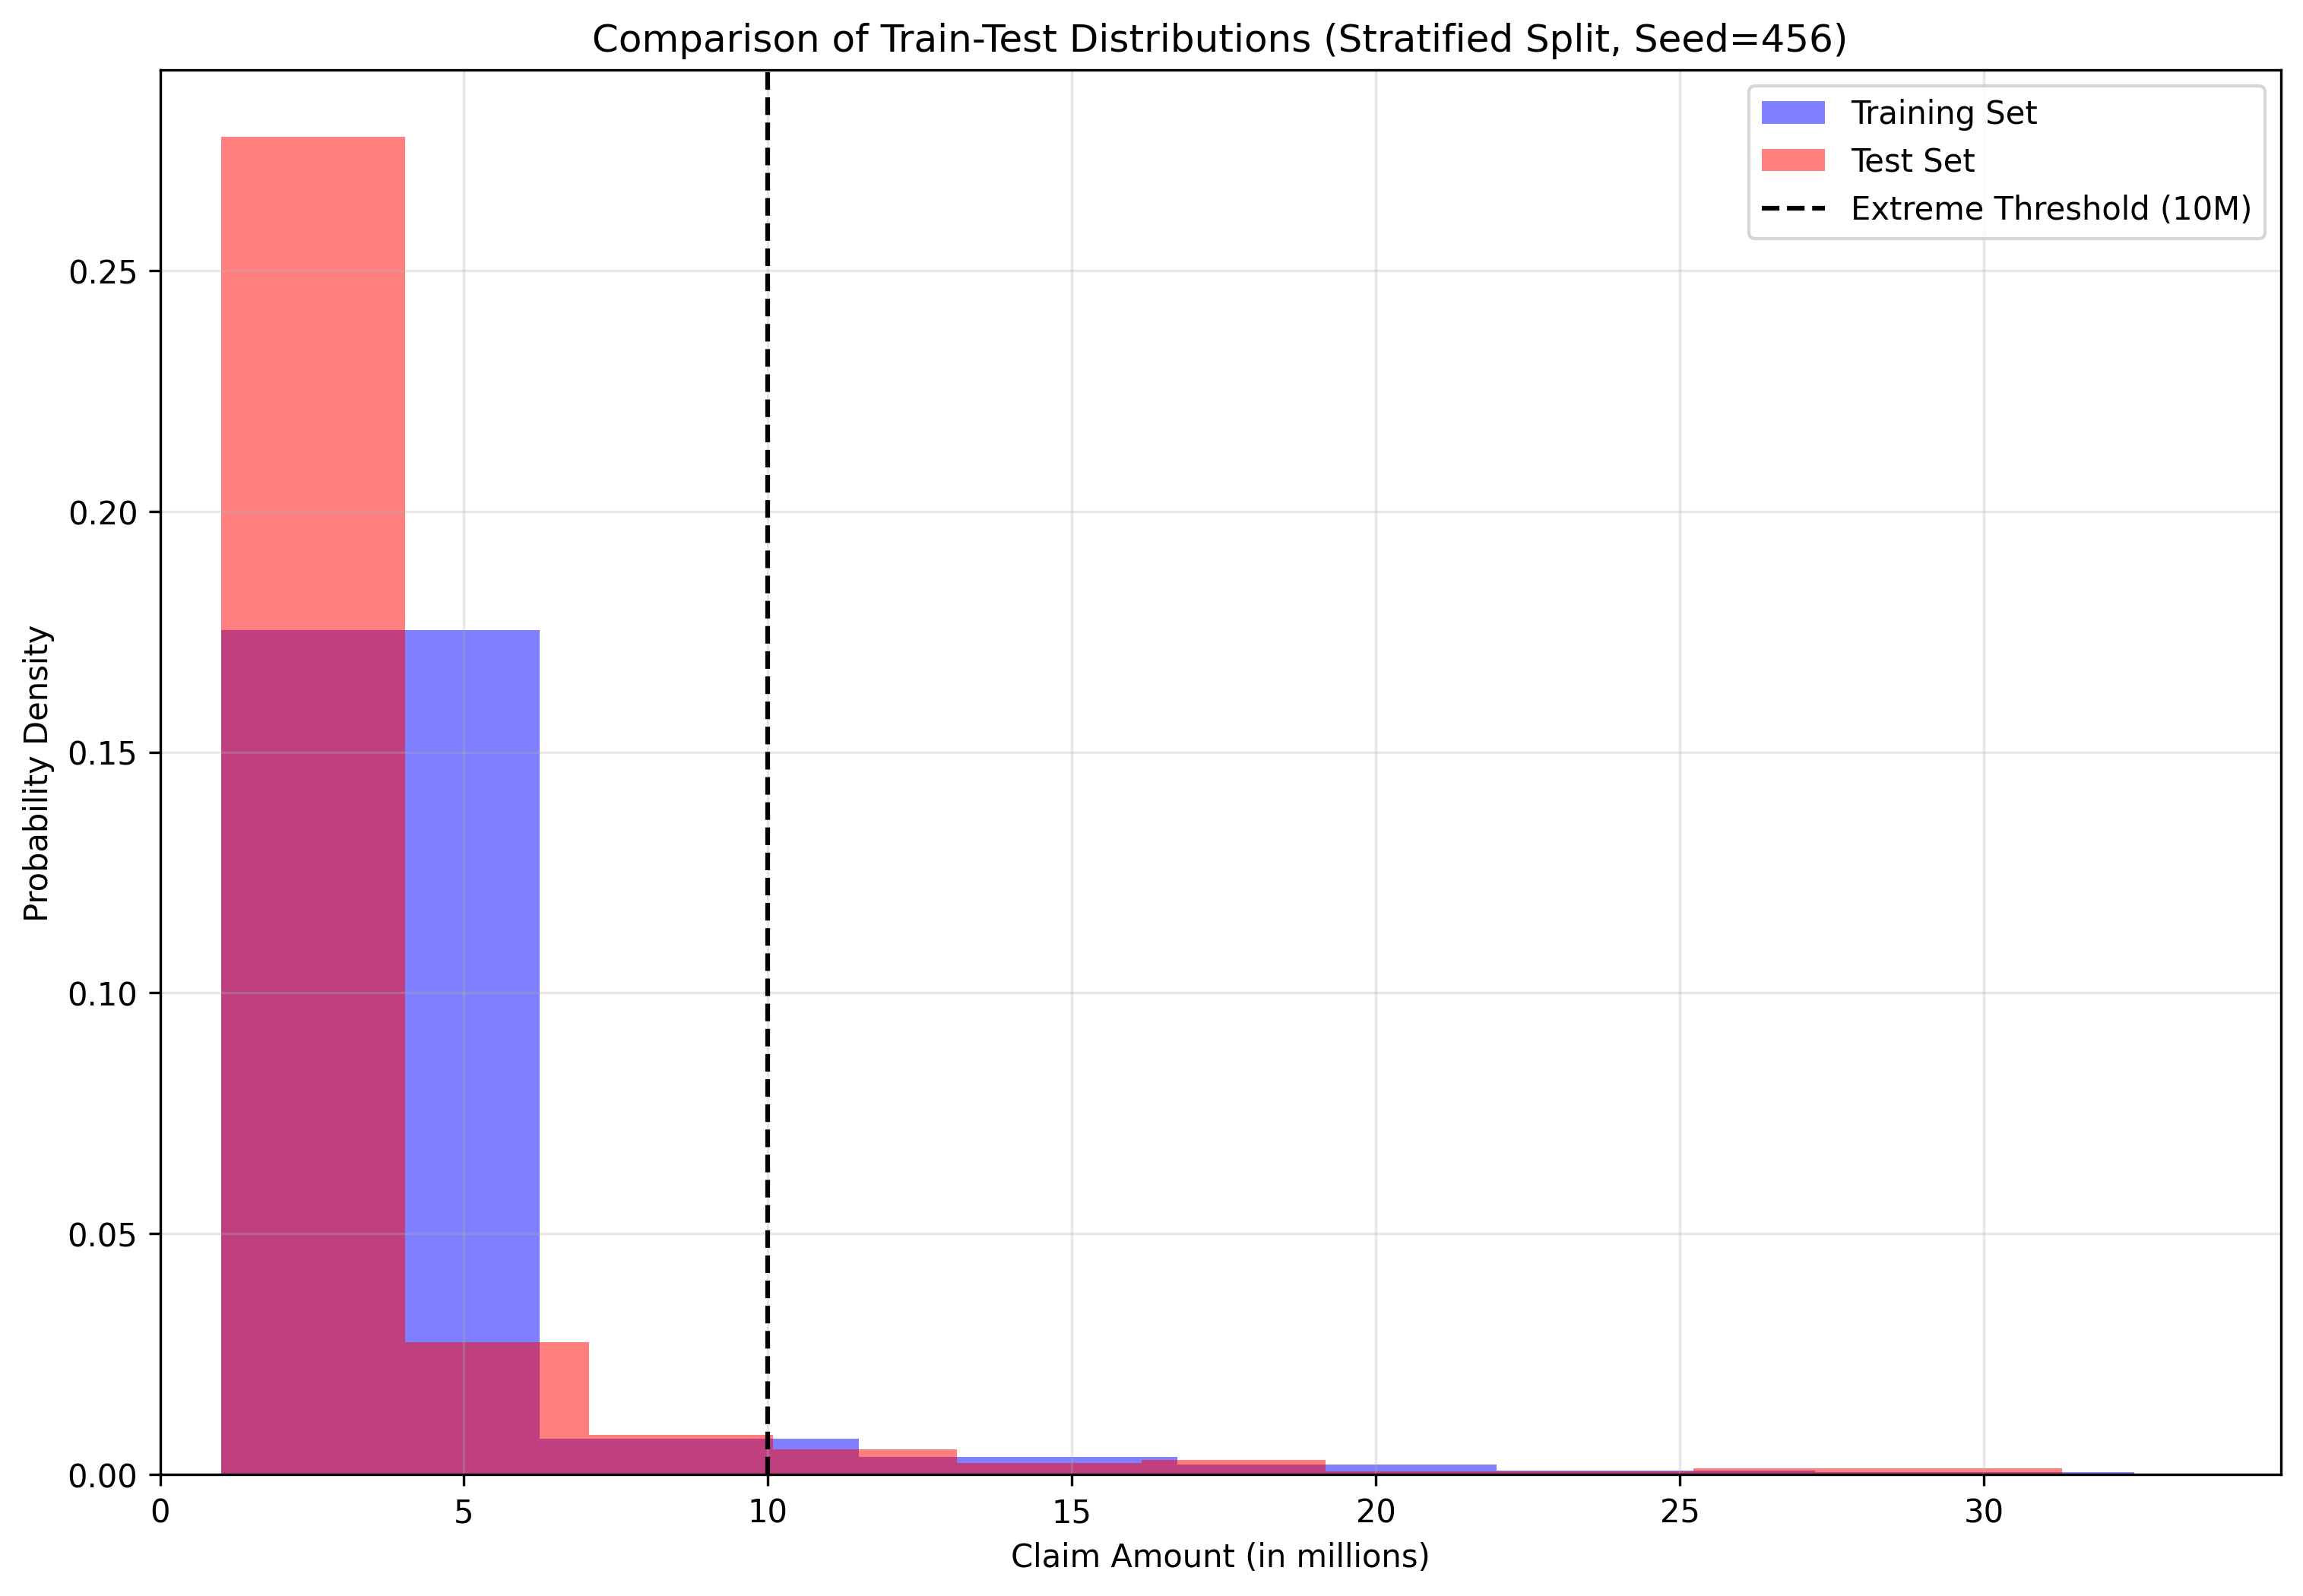 Comparison of Train-Test Distributions (Stratified Split, Seed=456)
Training Set
Test Set
Extreme Threshold (10M)
Probability Density
0.25
0.20
0.15
0.10
0.05
0.00
0 5 10 15 20 25 30
Claim Amount (in millions)